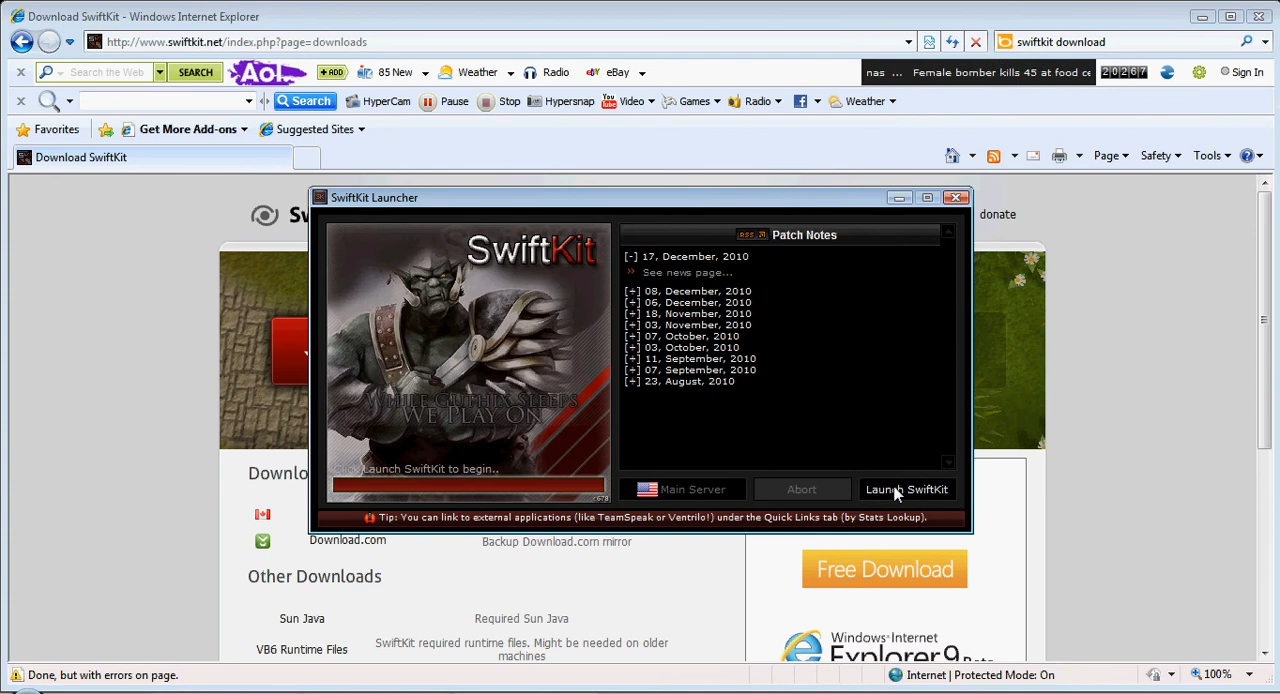 Download SwiftKit - Windows Internet Explorer
http://www.swiftkit.net/index.php?page=downloads
swiftkit download
Search the Web SEARCH Aol. +ADD 85 New Weather Radio eBay nas ... Female bomber kills 45 at food ce 20267 Sign In
Search HyperCam Pause Stop Hypersnap You Tube Video Games Radio Weather
Favorites Get More Add-ons Suggested Sites
Download SwiftKit
Page Safety Tools
SwiftKit Launcher
donate
SwiftKit
RSS Patch Notes
[-] 17, December, 2010
See news page...
[+] 08, December, 2010
[+] 06, December, 2010
[+] 18, November, 2010
[+] 03, November, 2010
[+] 07, October, 2010
[+] 03, October, 2010
[+] 11, September, 2010
[+] 07, September, 2010
[+] 23, August, 2010
WHILE GUTHIX SLEEPS
WE PLAY ON
Click Launch SwiftKit to begin..
Main Server Abort Launch SwiftKit
Tip: You can link to external applications (like TeamSpeak or Ventrilo!) under the Quick Links tab (by Stats Lookup).
Download.com Backup Download.com mirror
Other Downloads
Sun Java Required Sun Java
VB6 Runtime Files SwiftKit required runtime files. Might be needed on older
machines
Free Download
Windows Internet
Explorer 9 Beta
Done, but with errors on page. Internet | Protected Mode: On 100%